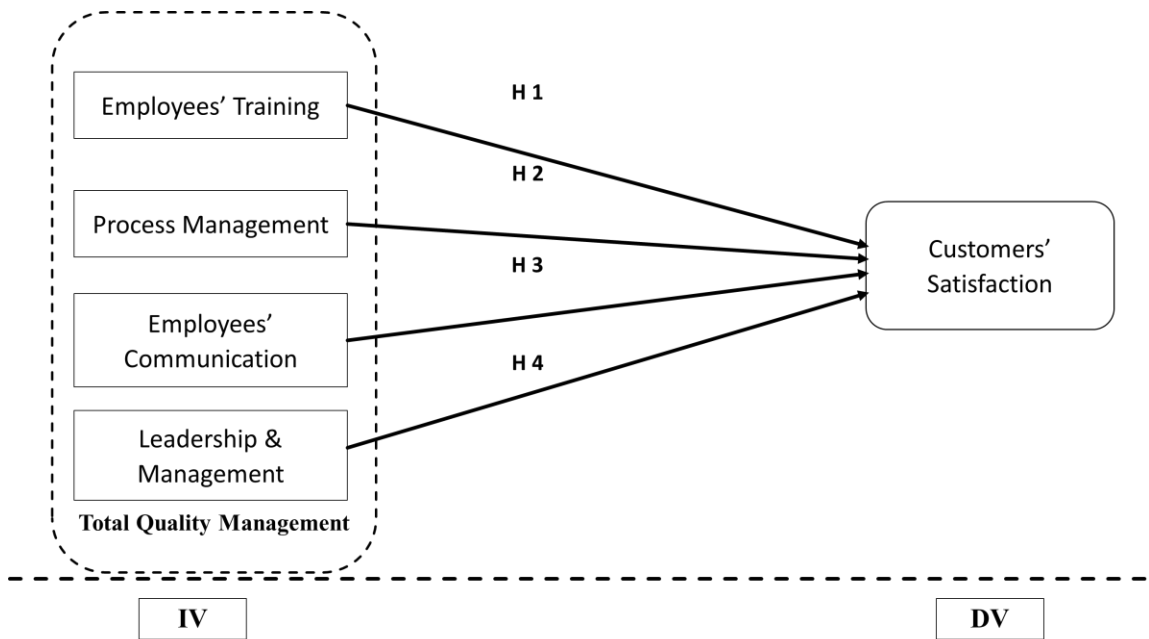 Employees’ Training
H 1
H 2
Process Management
Customers’
Satisfaction
H 3
Employees’
Communication
H 4
Leadership &
Management
Total Quality Management
IV
DV